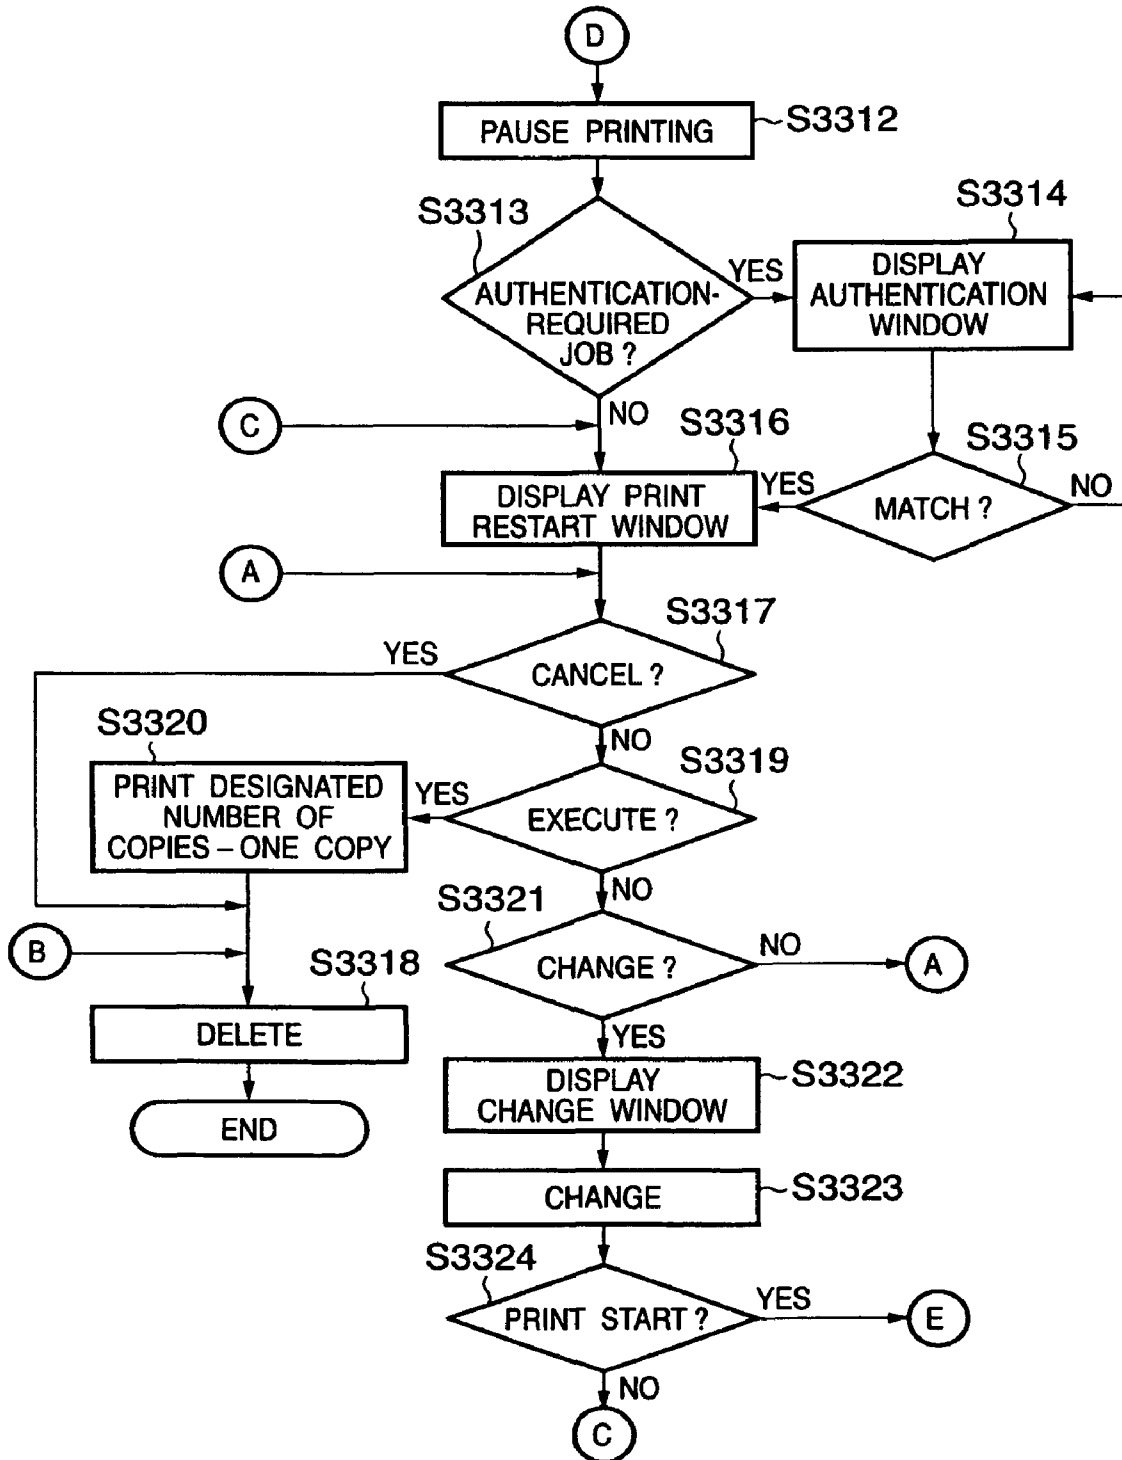 D
PAUSE PRINTING
S3312
S3313
AUTHENTICATION-
REQUIRED
JOB ?
YES
S3314
DISPLAY
AUTHENTICATION
WINDOW
NO
C
S3316
DISPLAY PRINT
RESTART WINDOW
YES
S3315
MATCH ?
NO
A
S3317
YES
CANCEL ?
NO
S3320
PRINT DESIGNATED
NUMBER OF
COPIES – ONE COPY
YES
S3319
EXECUTE ?
NO
S3321
CHANGE ?
NO
A
B
S3318
DELETE
END
YES
DISPLAY
CHANGE WINDOW
S3322
CHANGE
S3323
S3324
PRINT START ?
YES
E
NO
C